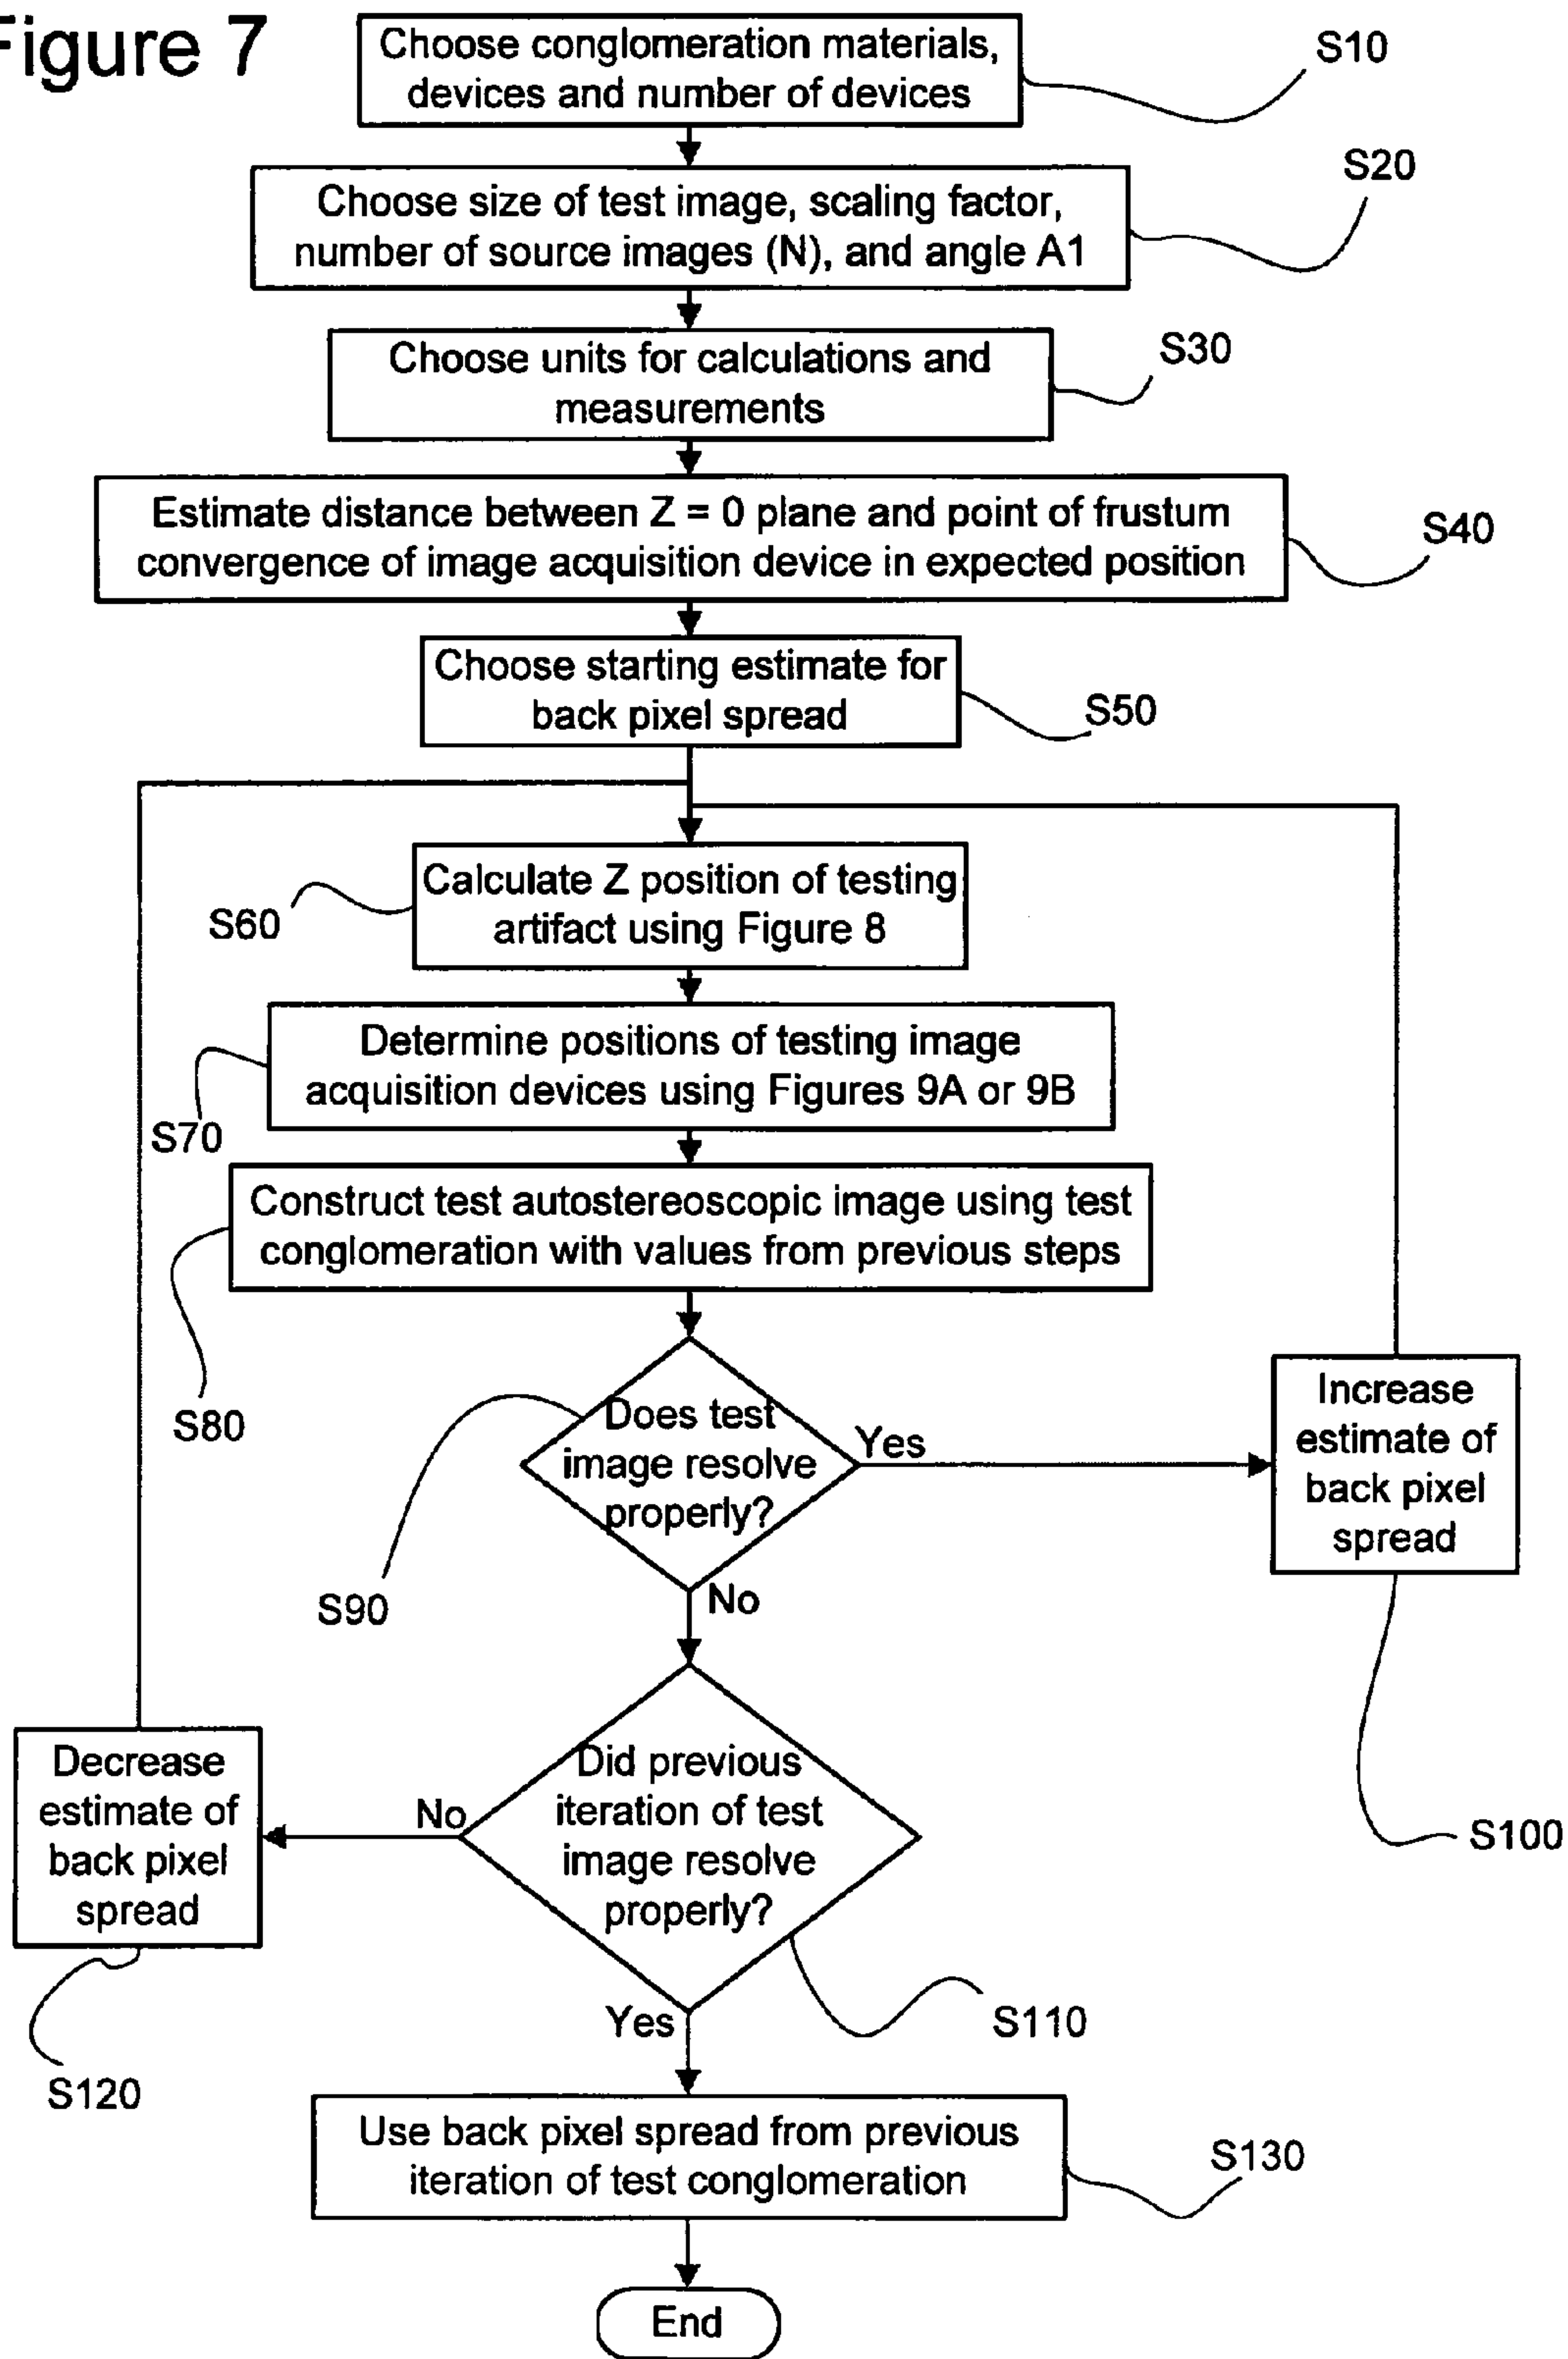 Figure 7
Choose conglomeration materials,
devices and number of devices
S10
Choose size of test image, scaling factor,
number of source images (N), and angle A1
S20
Choose units for calculations and
measurements
S30
Estimate distance between Z = 0 plane and point of frustum
convergence of image acquisition device in expected position
S40
Choose starting estimate for
back pixel spread
S50
Calculate Z position of testing
artifact using Figure 8
S60
Determine positions of testing image
acquisition devices using Figures 9A or 9B
S70
Construct test autostereoscopic image using test
conglomeration with values from previous steps
S80
Does test
image resolve
properly?
Yes
No
S90
Increase
estimate of
back pixel
spread
S100
Did previous
iteration of test
image resolve
properly?
No
Yes
S110
Decrease
estimate of
back pixel
spread
S120
Use back pixel spread from previous
iteration of test conglomeration
S130
End